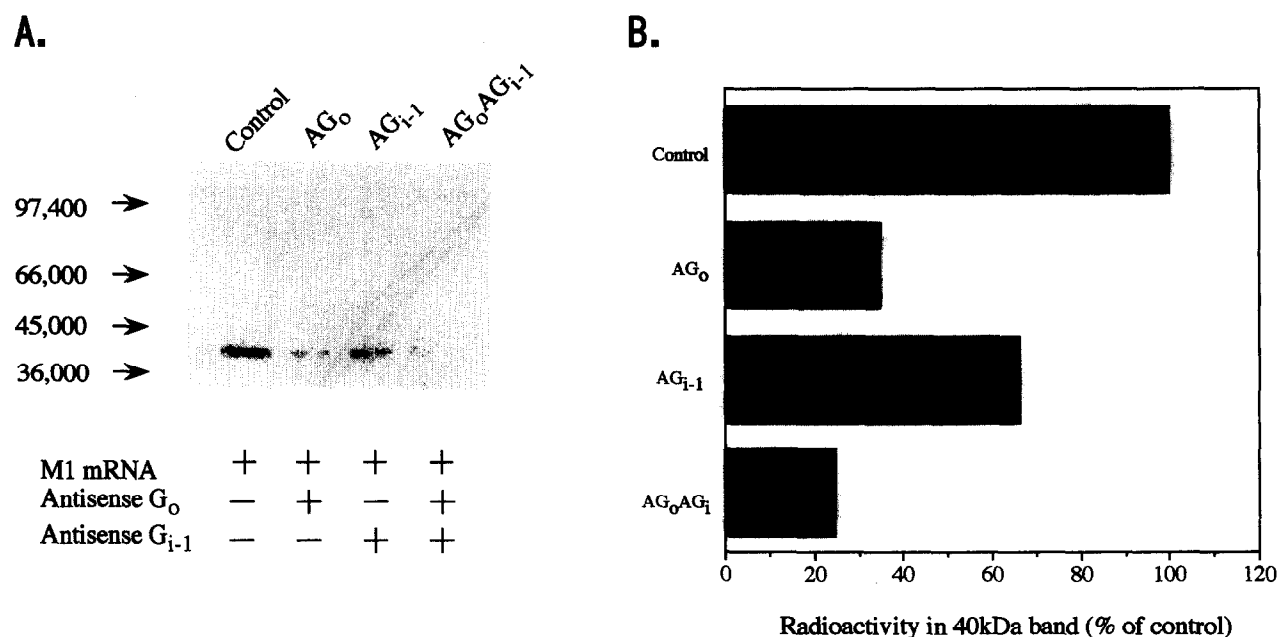 A.
Control AGo AGi-1 AGoAGi-1
97,400 →
66,000 →
45,000 →
36,000 →
M1 mRNA + + + +
Antisense Go − + − +
Antisense Gi-1 − − + +
B.
Control
AGo
AGi-1
AGoAGi
0 20 40 60 80 100 120
Radioactivity in 40kDa band (% of control)